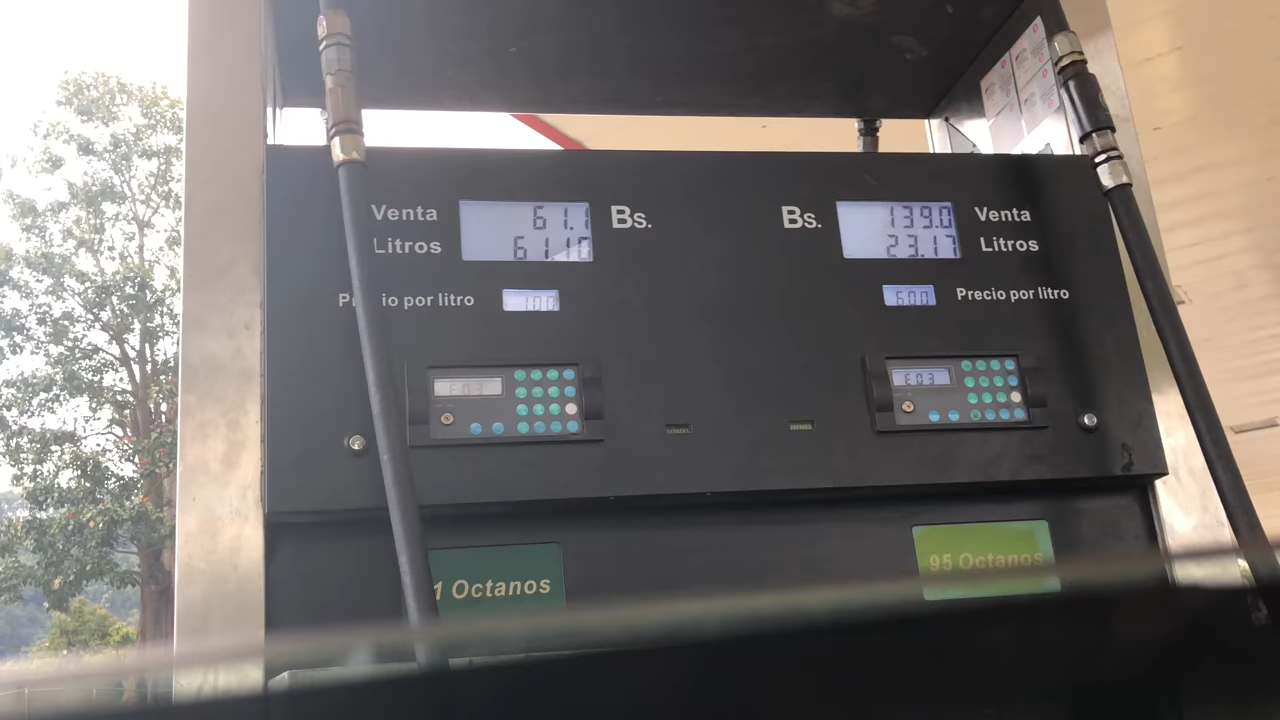 Venta 61.1 Bs.
Litros 61.10
io por litro 1.00
E03
1 Octanos
Bs. 139.0 Venta
23.17 Litros
6.00 Precio por litro
E03
95 Octanos